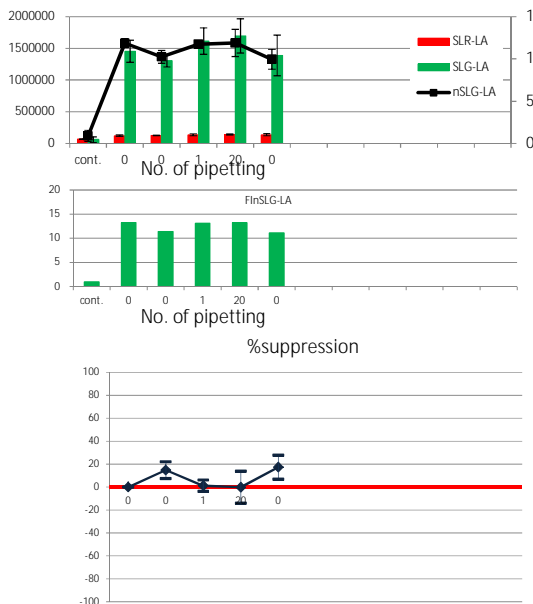 2000000
1500000
1000000
500000
0
1
1
5
0
SLR-LA
SLG-LA
nSLG-LA
cont. 0 0 1 20 0
No. of pipetting
20
15
10
5
0
FInSLG-LA
cont. 0 0 1 20 0
No. of pipetting
%suppression
100
80
60
40
20
0
-20
-40
-60
-80
-100
0 0 1 20 0